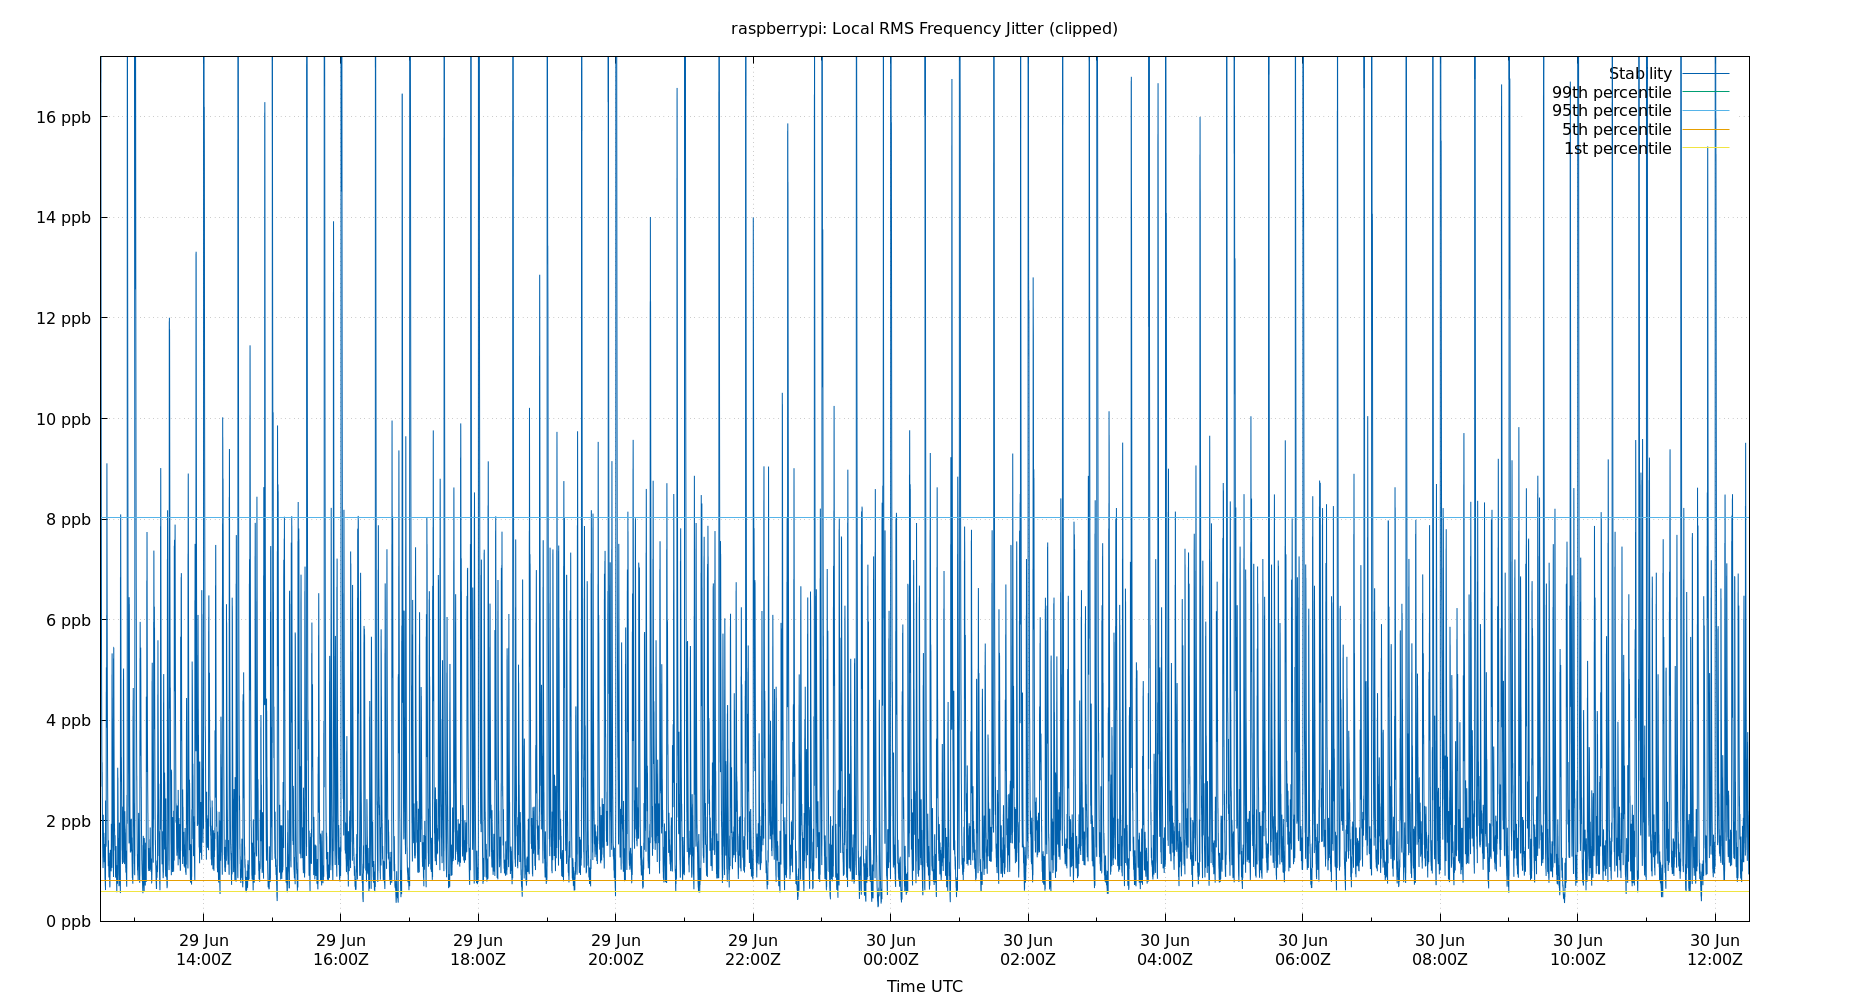 raspberrypi: Local RMS Frequency Jitter (clipped)
Stability
99th percentile
95th percentile
5th percentile
1st percentile
16 ppb
14 ppb
12 ppb
10 ppb
8 ppb
6 ppb
4 ppb
2 ppb
0 ppb
29 Jun 29 Jun 29 Jun 29 Jun 29 Jun 30 Jun 30 Jun 30 Jun 30 Jun 30 Jun 30 Jun 30 Jun
14:00Z 16:00Z 18:00Z 20:00Z 22:00Z 00:00Z 02:00Z 04:00Z 06:00Z 08:00Z 10:00Z 12:00Z
Time UTC